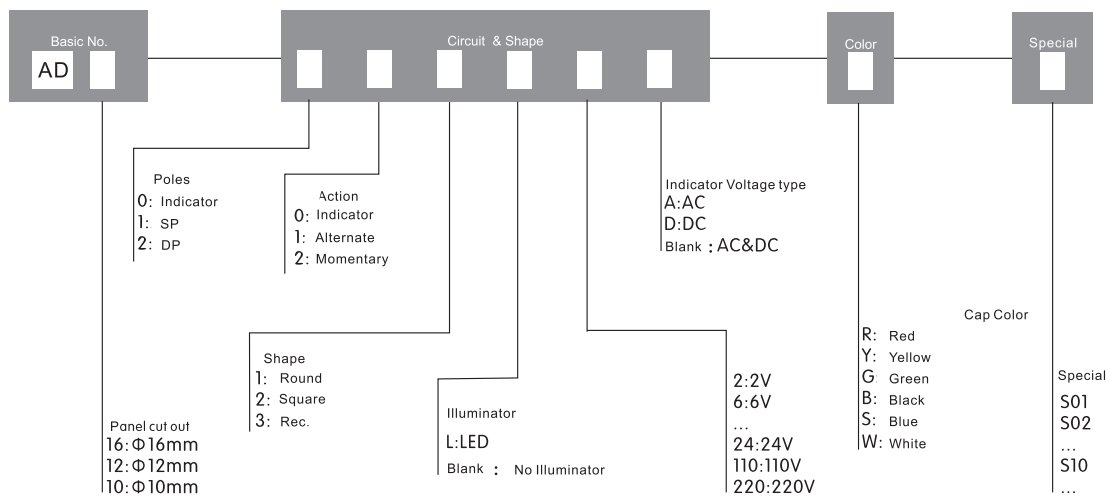 Basic No.
AD
Circuit & Shape
Color
Special
Poles
0: Indicator
1: SP
2: DP
Action
0: Indicator
1: Alternate
2: Momentary
Indicator Voltage type
A:AC
D:DC
Blank : AC&DC
Shape
1: Round
2: Square
3: Rec.
Illuminator
L:LED
Blank : No Illuminator
2:2V
6:6V
...
24:24V
110:110V
220:220V
Cap Color
R: Red
Y: Yellow
G: Green
B: Black
S: Blue
W: White
Special
S01
S02
...
S10
...
Panel cut out
16:Φ16mm
12:Φ12mm
10:Φ10mm